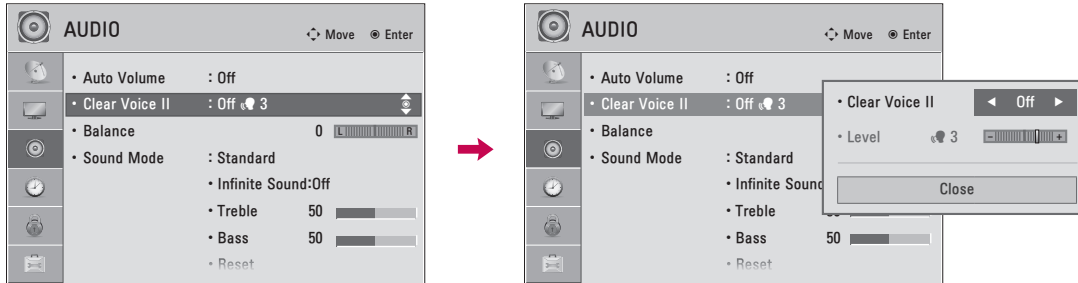 AUDIO
Move Enter
• Auto Volume : Off
• Clear Voice II : Off 3
• Balance 0 L R
• Sound Mode : Standard
• Infinite Sound:Off
• Treble 50
• Bass 50
• Reset
AUDIO
Move Enter
• Auto Volume : Off
• Clear Voice II : Off 3
• Balance
• Sound Mode : Standard
• Infinite Sound
• Treble
• Bass 50
• Reset
• Clear Voice II ◄ Off ►
• Level 3 - +
Close